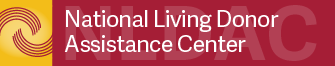 National Living Donor
Assistance Center
NLDAC